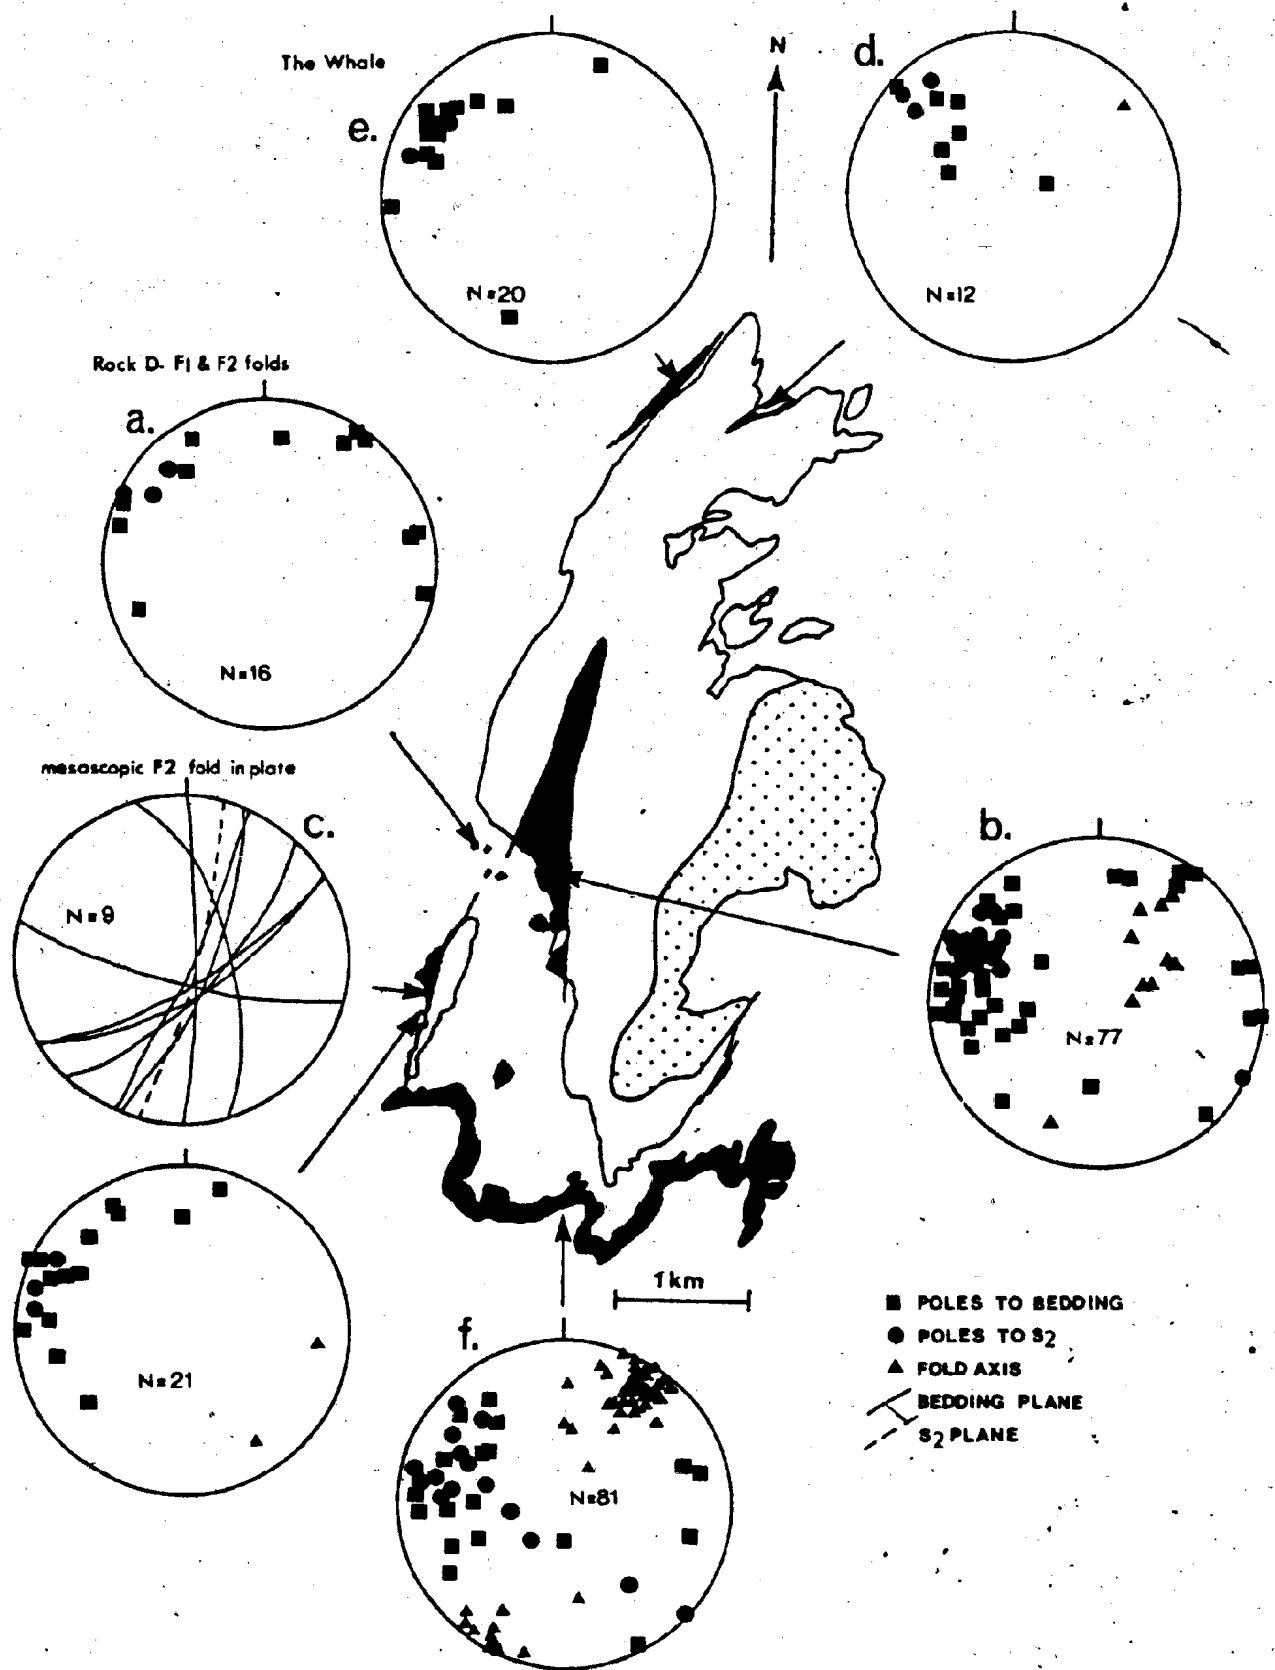 The Whale
N
d.
e.
N=20
N=12
Rock D- F1 & F2 folds
a.
N=16
mesascopic F2 fold in plate
c.
N=9
b.
N=77
1km
N=21
f.
N=81
POLES TO BEDDING
POLES TO S2
FOLD AXIS
BEDDING PLANE
S2 PLANE